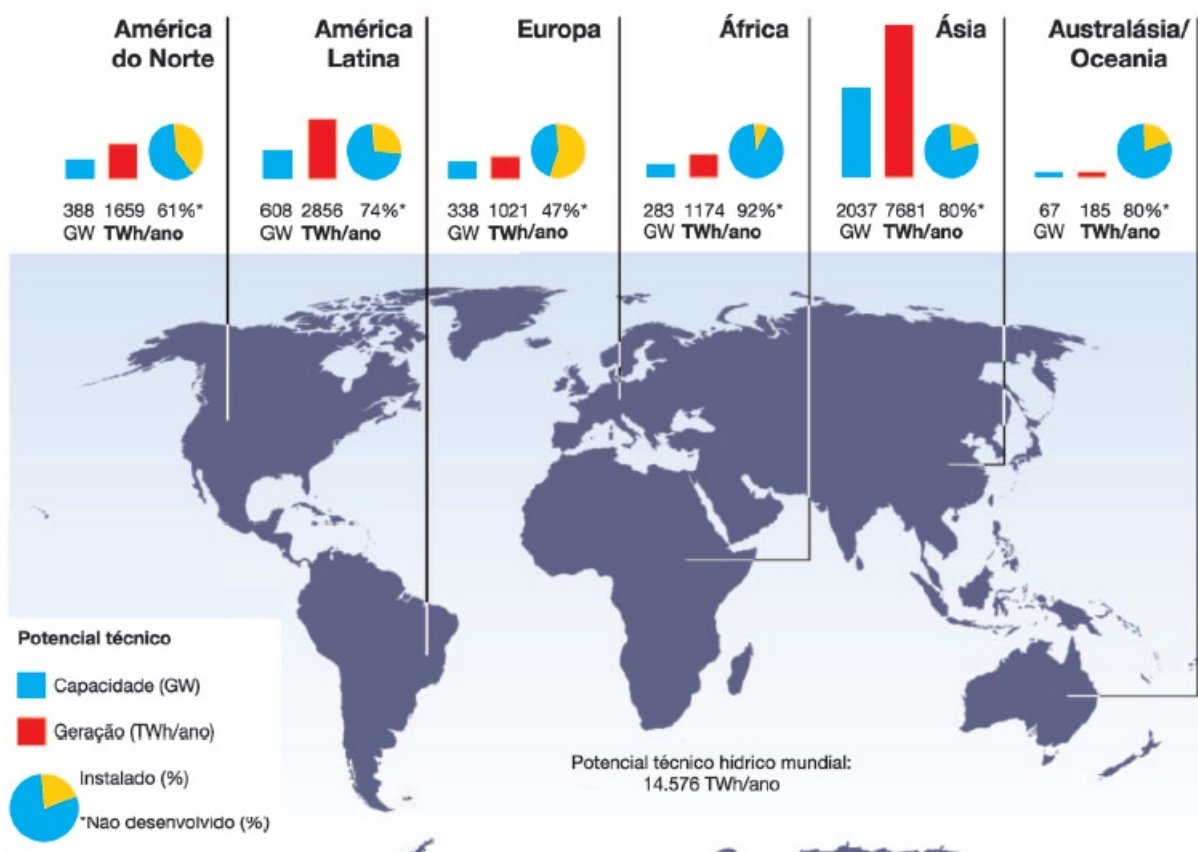 América
do Norte
388 1659 61%*
GW TWh/ano
América
Latina
608 2856 74%*
GW TWh/ano
Europa
338 1021 47%*
GW TWh/ano
África
283 1174 92%*
GW TWh/ano
Ásia
2037 7681 80%*
GW TWh/ano
Australásia/
Oceania
67 185 80%*
GW TWh/ano
Potencial técnico
Capacidade (GW)
Geração (TWh/ano)
Instalado (%)
*Não desenvolvido (%)
Potencial técnico hídrico mundial:
14.576 TWh/ano